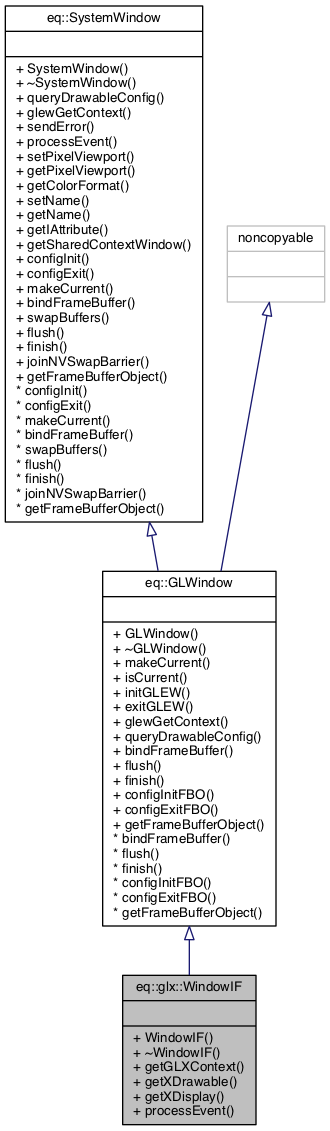 eq::SystemWindow
+ SystemWindow()
+ ~SystemWindow()
+ queryDrawableConfig()
+ glewGetContext()
+ sendError()
+ processEvent()
+ setPixelViewport()
+ getPixelViewport()
+ getColorFormat()
+ setName()
+ getName()
+ getIAttribute()
+ getSharedContextWindow()
+ configInit()
+ configExit()
+ makeCurrent()
+ bindFrameBuffer()
+ swapBuffers()
+ flush()
+ finish()
+ joinNVSwapBarrier()
+ getFrameBufferObject()
* configInit()
* configExit()
* makeCurrent()
* bindFrameBuffer()
* swapBuffers()
* flush()
* finish()
* joinNVSwapBarrier()
* getFrameBufferObject()
noncopyable
eq::GLWindow
+ GLWindow()
+ ~GLWindow()
+ makeCurrent()
+ isCurrent()
+ initGLEW()
+ exitGLEW()
+ glewGetContext()
+ queryDrawableConfig()
+ bindFrameBuffer()
+ flush()
+ finish()
+ configInitFBO()
+ configExitFBO()
+ getFrameBufferObject()
* bindFrameBuffer()
* flush()
* finish()
* configInitFBO()
* configExitFBO()
* getFrameBufferObject()
eq::glx::WindowIF
+ WindowIF()
+ ~WindowIF()
+ getGLXContext()
+ getXDrawable()
+ getXDisplay()
+ processEvent()